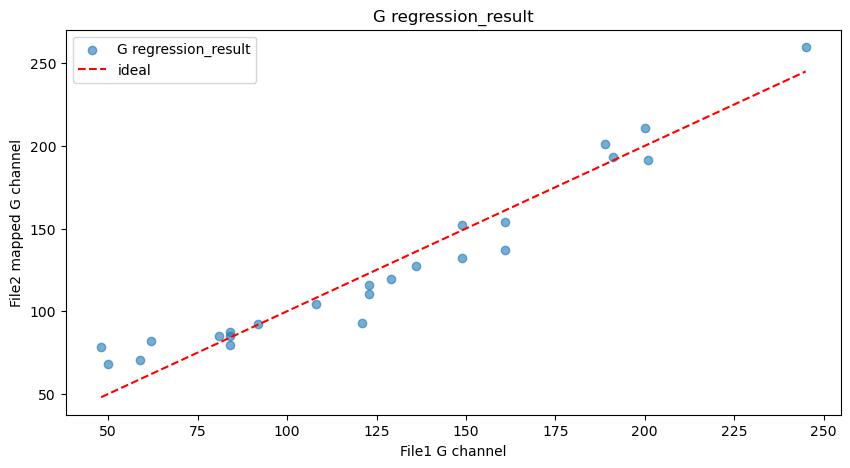 G regression_result
G regression_result
ideal
File2 mapped G channel
250
200
150
100
50
50
75
100
125
150
175
200
225
250
File1 G channel